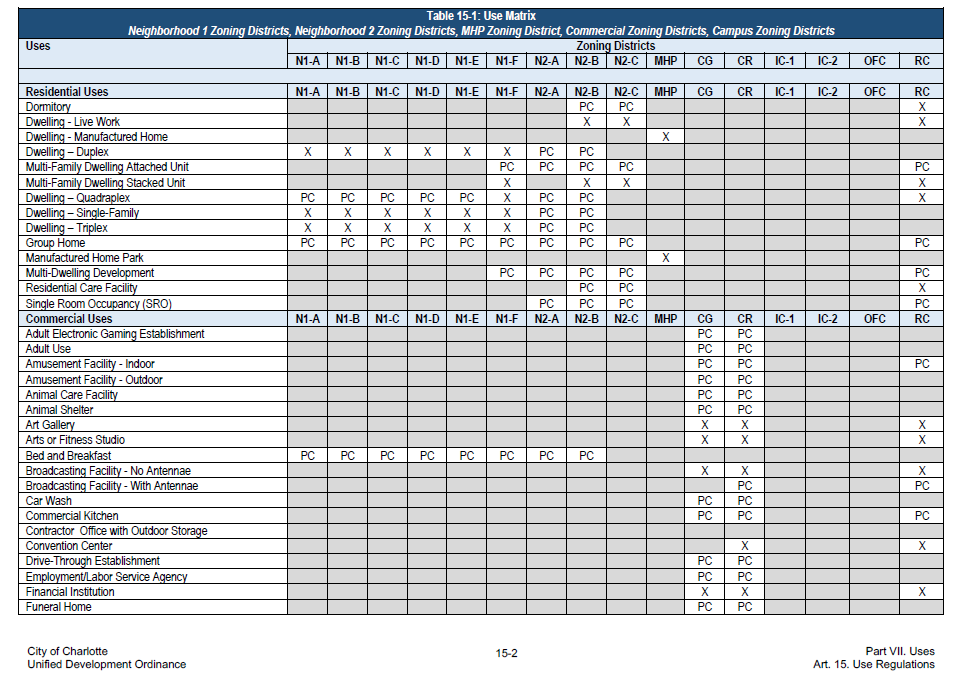 Table 15-1: Use Matrix
Neighborhood 1 Zoning Districts, Neighborhood 2 Zoning Districts, MHP Zoning District, Commercial Zoning Districts, Campus Zoning Districts
Uses Zoning Districts
N1-A N1-B N1-C N1-D N1-E N1-F N2-A N2-B N2-C MHP CG CR IC-1 IC-2 OFC RC
Residential Uses N1-A N1-B N1-C N1-D N1-E N1-F N2-A N2-B N2-C MHP CG CR IC-1 IC-2 OFC RC
Dormitory PC PC X
Dwelling - Live Work X X X
Dwelling - Manufactured Home X
Dwelling – Duplex X X X X X X PC PC
Multi-Family Dwelling Attached Unit PC PC PC PC PC
Multi-Family Dwelling Stacked Unit X X X X
Dwelling – Quadraplex PC PC PC PC PC X PC PC X
Dwelling – Single-Family X X X X X X PC PC
Dwelling – Triplex X X X X X X PC PC
Group Home PC PC PC PC PC PC PC PC PC PC
Manufactured Home Park X
Multi-Dwelling Development PC PC PC PC PC
Residential Care Facility PC PC X
Single Room Occupancy (SRO) PC PC PC PC
Commercial Uses N1-A N1-B N1-C N1-D N1-E N1-F N2-A N2-B N2-C MHP CG CR IC-1 IC-2 OFC RC
Adult Electronic Gaming Establishment PC PC
Adult Use PC PC
Amusement Facility - Indoor PC PC PC
Amusement Facility - Outdoor PC PC
Animal Care Facility PC PC
Animal Shelter PC PC
Art Gallery X X X
Arts or Fitness Studio X X X
Bed and Breakfast PC PC PC PC PC PC PC PC
Broadcasting Facility - No Antennae X X X
Broadcasting Facility - With Antennae PC PC
Car Wash PC PC
Commercial Kitchen PC PC PC
Contractor Office with Outdoor Storage
Convention Center X X
Drive-Through Establishment PC PC
Employment/Labor Service Agency PC PC
Financial Institution X X X
Funeral Home PC PC
City of Charlotte 15-2 Part VII. Uses
Unified Development Ordinance Art. 15. Use Regulations